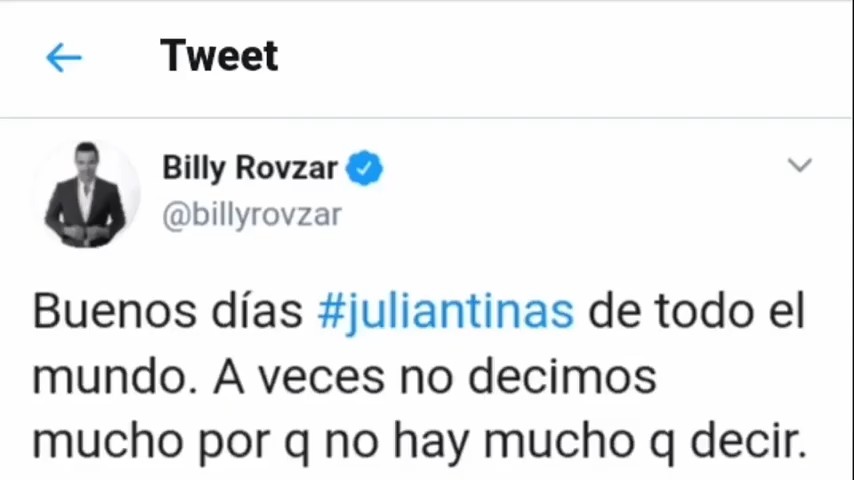 Tweet
Billy Rovzar
@billyrovzar
Buenos días #juliantinas de todo el
mundo. A veces no decimos
mucho por q no hay mucho q decir.